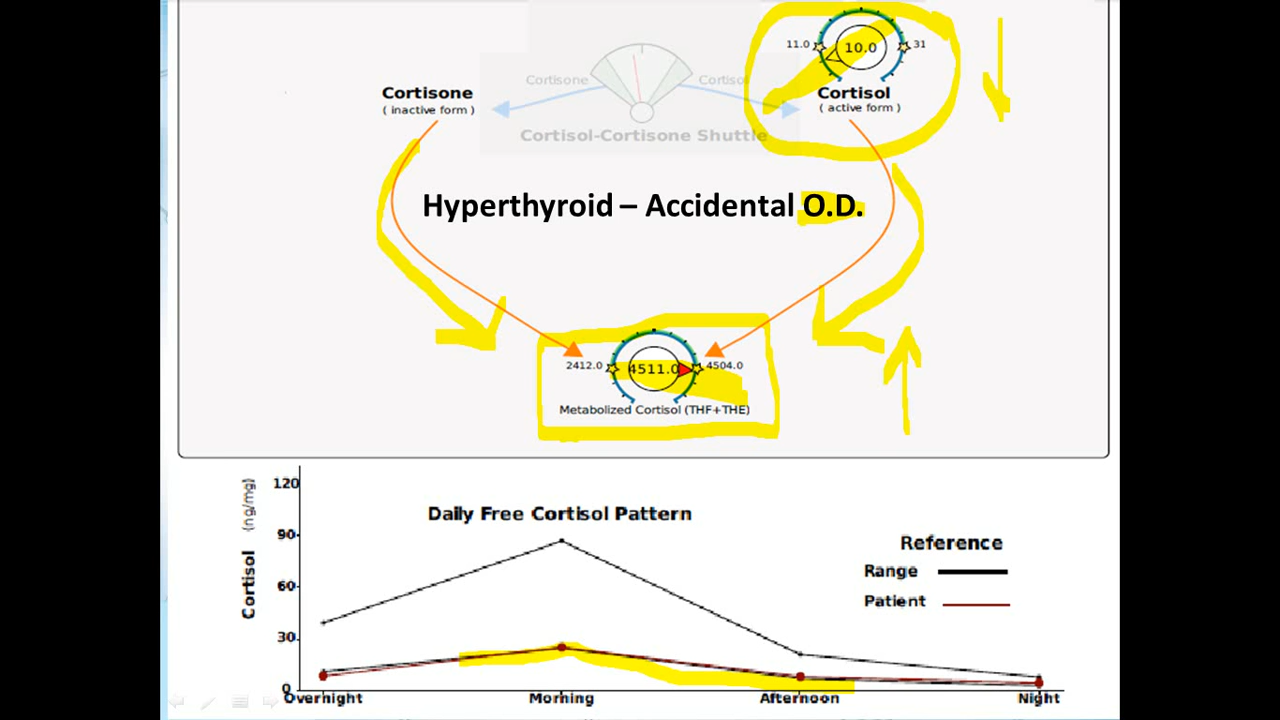 11.0 10.0 31
Cortisone Cortisol
Cortisone Cortisol
( inactive form ) ( active form )
Cortisol-Cortisone Shuttle
Hyperthyroid – Accidental O.D.
2412.0 4511.0 4504.0
Metabolized Cortisol (THF+THE)
120
90
60
30
0
Cortisol (ng/mg)
Daily Free Cortisol Pattern
Reference
Range
Patient
Overnight Morning Afternoon Night